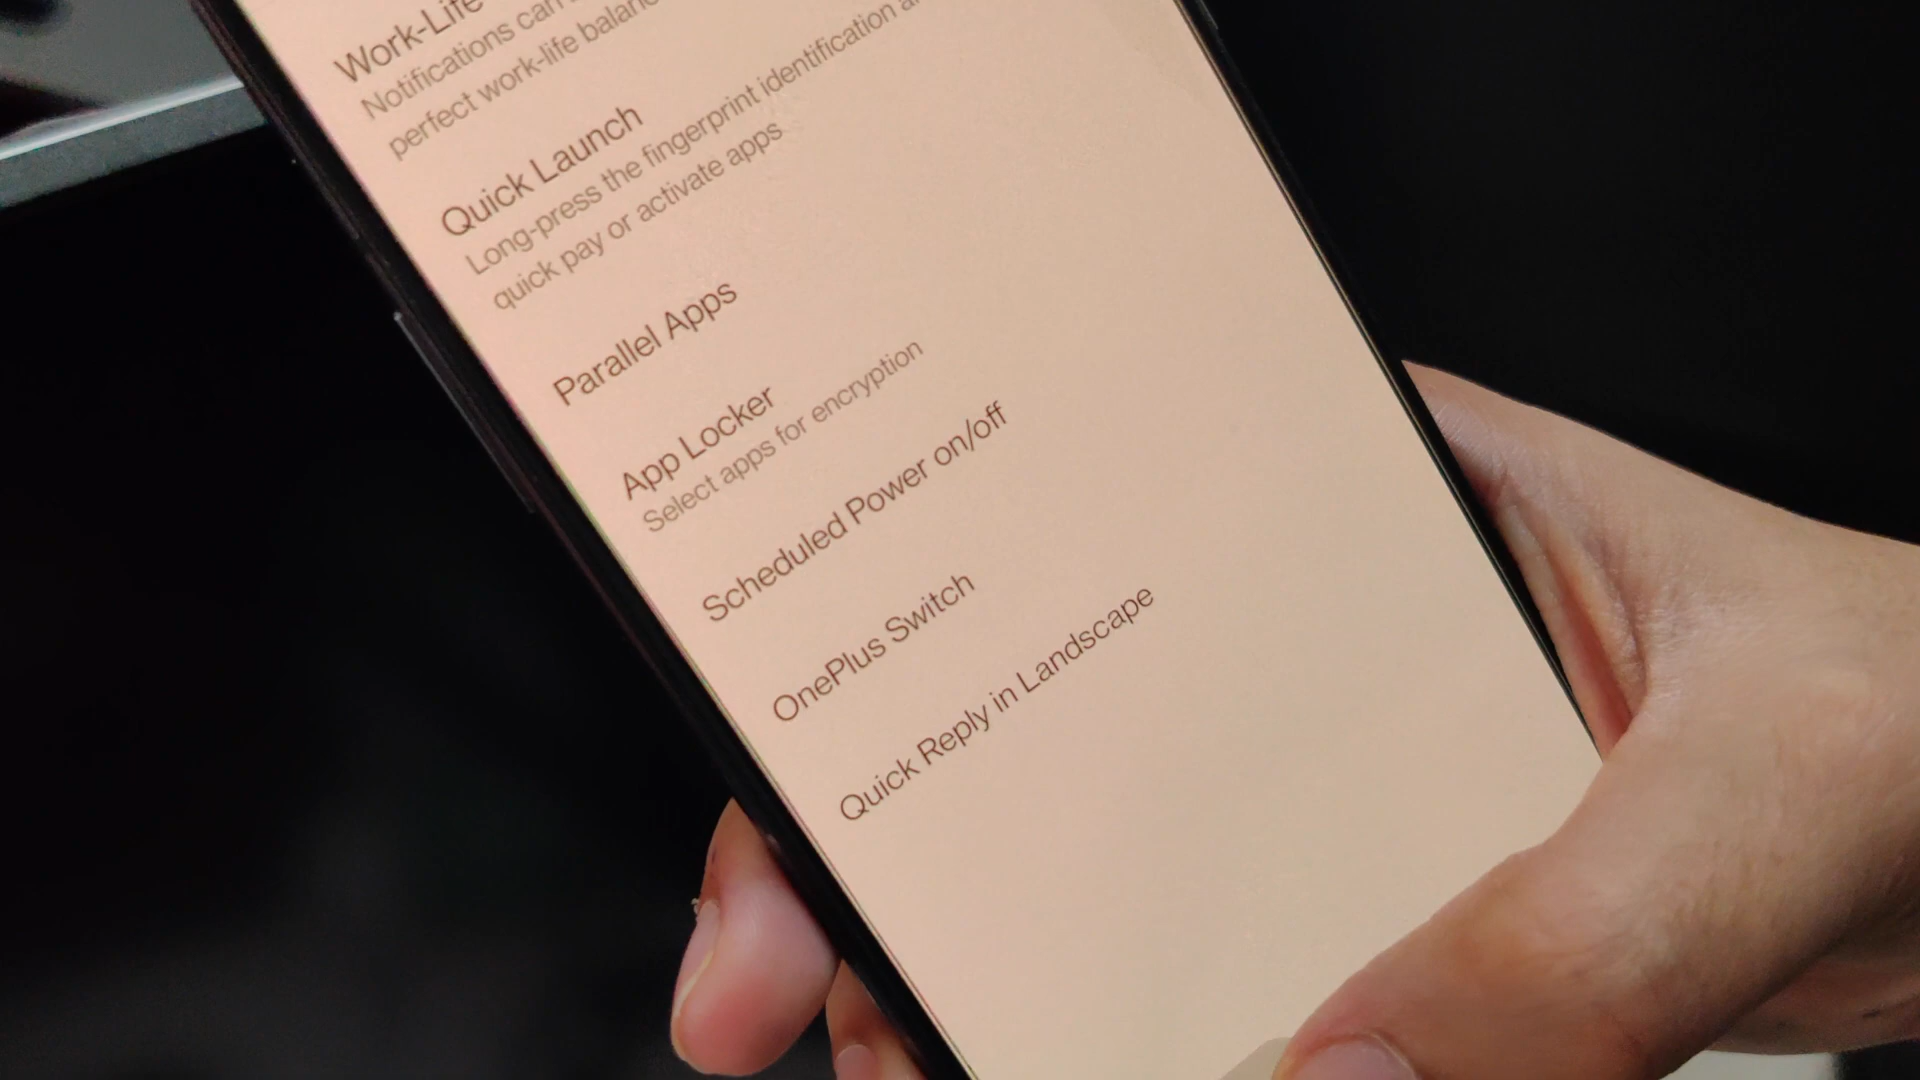 Work-Life
Notifications can
perfect work-life
Quick Launch
Long-press the fingerprint identification
quick pay or activate apps
Parallel Apps
App Locker
Select apps for encryption
Scheduled Power on/off
OnePlus Switch
Quick Reply in Landscape